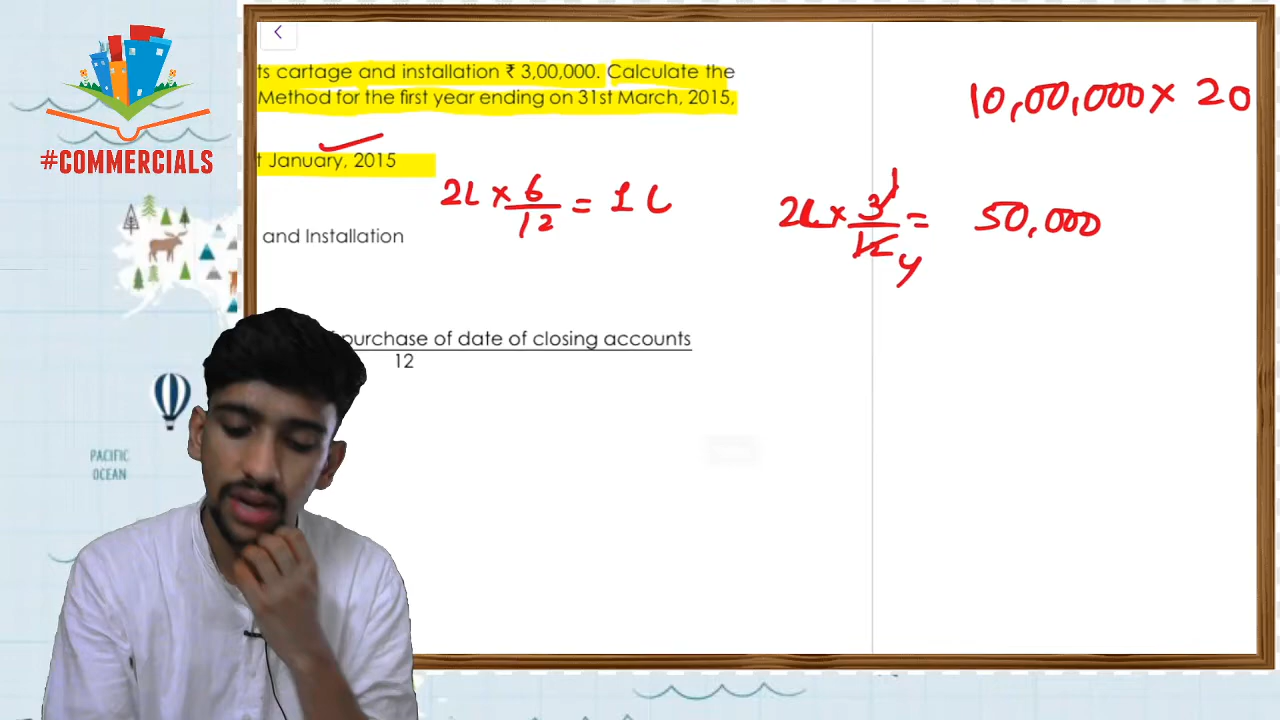 #COMMERCIALS
PACIFIC
OCEAN
ts cartage and installation ₹ 3,00,000. Calculate the
Method for the first year ending on 31st March, 2015,
t January, 2015
and Installation
purchase of date of closing accounts
12
10,00,000 x 20
2L x 6/12 = 1 L
2L x 3/12 = 50,000
1
4